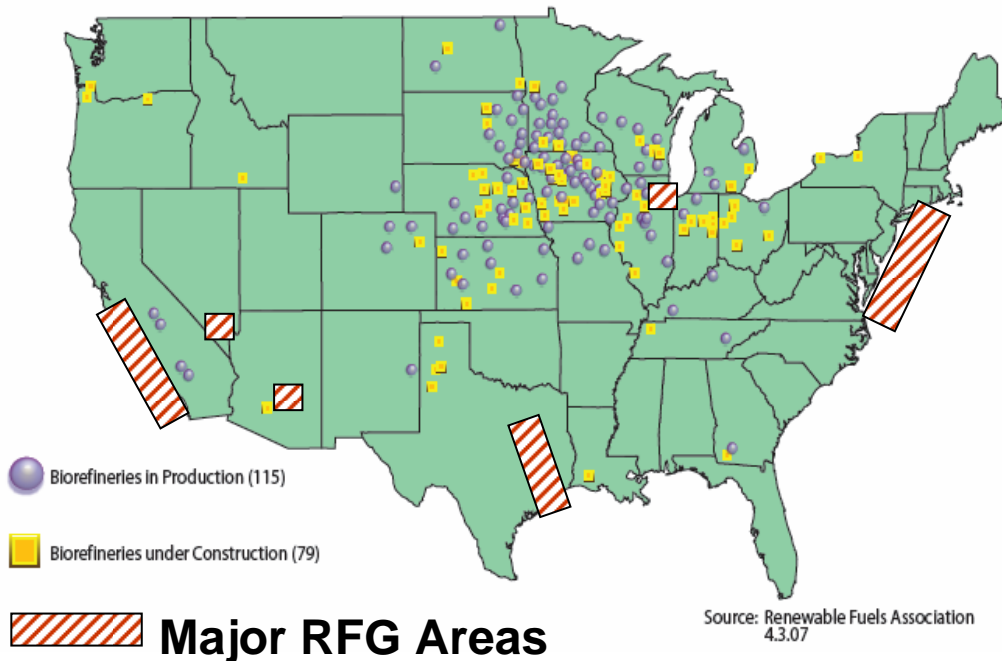 Biorefineries in Production (115)
Biorefineries under Construction (79)
Major RFG Areas
Source: Renewable Fuels Association
4.3.07